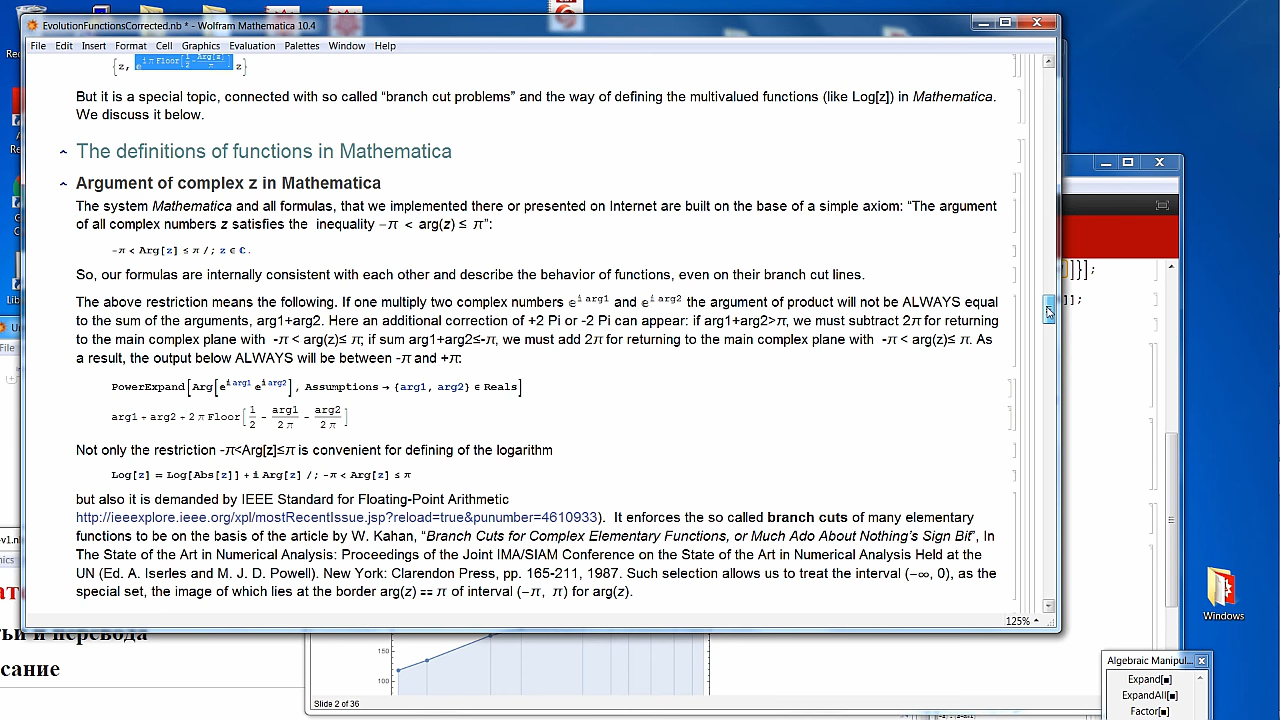 EvolutionFunctionsCorrected.nb * - Wolfram Mathematica 10.4
File Edit Insert Format Cell Graphics Evaluation Palettes Window Help
{z, e^(i π Floor[1/2 - Arg[z]/π]) z}
But it is a special topic, connected with so called “branch cut problems” and the way of defining the multivalued functions (like Log[z]) in Mathematica.
We discuss it below.
The definitions of functions in Mathematica
Argument of complex z in Mathematica
The system Mathematica and all formulas, that we implemented there or presented on Internet are built on the base of a simple axiom: “The argument
of all complex numbers z satisfies the inequality −π < arg(z) ≤ π”:
-π < Arg[z] ≤ π /; z ∈ ℂ.
So, our formulas are internally consistent with each other and describe the behavior of functions, even on their branch cut lines.
The above restriction means the following. If one multiply two complex numbers e^(i arg1) and e^(i arg2) the argument of product will not be ALWAYS equal
to the sum of the arguments, arg1+arg2. Here an additional correction of +2 Pi or -2 Pi can appear: if arg1+arg2>π, we must subtract 2π for returning
to the main complex plane with -π < arg(z)≤ π; if sum arg1+arg2≤-π, we must add 2π for returning to the main complex plane with -π < arg(z)≤ π. As
a result, the output below ALWAYS will be between -π and +π:
PowerExpand[Arg[e^(i arg1) e^(i arg2)], Assumptions → {arg1, arg2} ∈ Reals]
arg1 + arg2 + 2 π Floor[1/2 - arg1/(2 π) - arg2/(2 π)]
Not only the restriction -π<Arg[z]≤π is convenient for defining of the logarithm
Log[z] = Log[Abs[z]] + i Arg[z] /; -π < Arg[z] ≤ π
but also it is demanded by IEEE Standard for Floating-Point Arithmetic
http://ieeexplore.ieee.org/xpl/mostRecentIssue.jsp?reload=true&punumber=4610933). It enforces the so called branch cuts of many elementary
functions to be on the basis of the article by W. Kahan, “Branch Cuts for Complex Elementary Functions, or Much Ado About Nothing's Sign Bit”, In
The State of the Art in Numerical Analysis: Proceedings of the Joint IMA/SIAM Conference on the State of the Art in Numerical Analysis Held at the
UN (Ed. A. Iserles and M. J. D. Powell). New York: Clarendon Press, pp. 165-211, 1987. Such selection allows us to treat the interval (−∞, 0), as the
special set, the image of which lies at the border arg(z) == π of interval (−π, π) for arg(z).
125%
File
-v1.nb
ьи и перевода
сание
150
100
Slide 2 of 36
Windows
Algebraic Manipul...
Expand[■]
ExpandAll[■]
Factor[■]